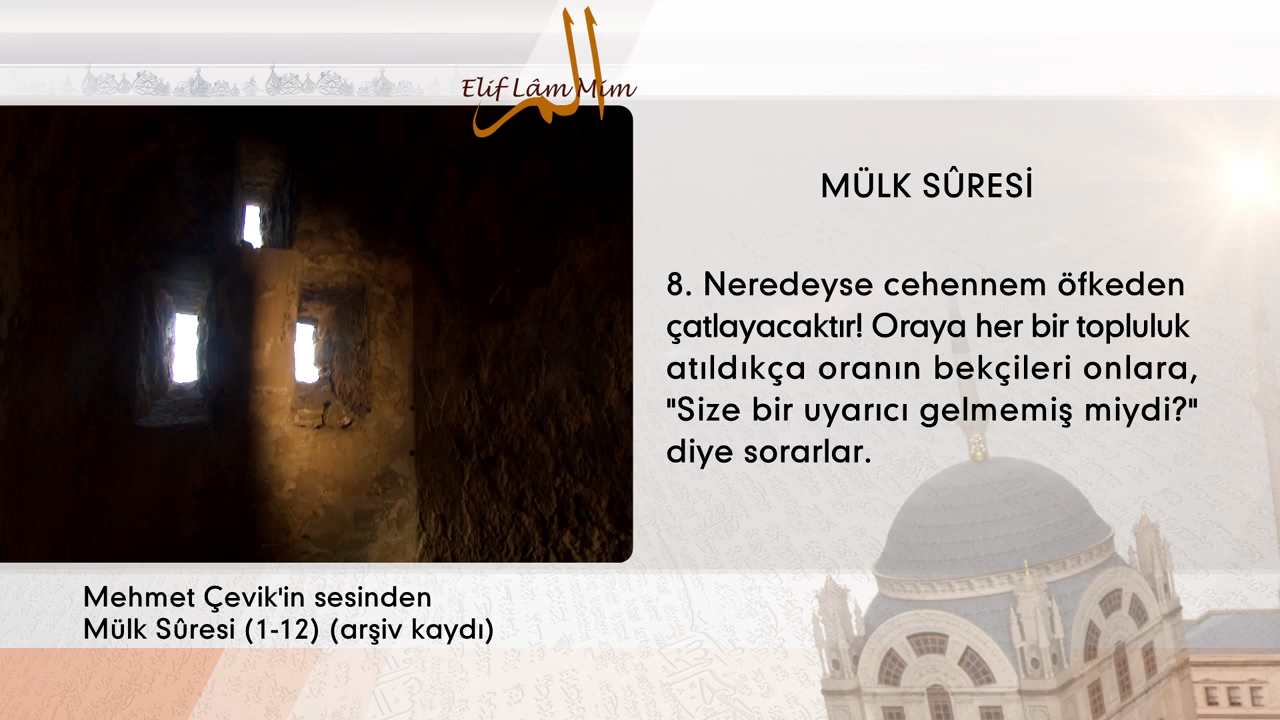 Elif Lâm Mim
الم
MÜLK SÛRESİ
8. Neredeyse cehennem öfkeden
çatlayacaktır! Oraya her bir topluluk
atıldıkça oranın bekçileri onlara,
"Size bir uyarıcı gelmemiş miydi?"
diye sorarlar.
Mehmet Çevik'in sesinden
Mülk Sûresi (1-12) (arşiv kaydı)